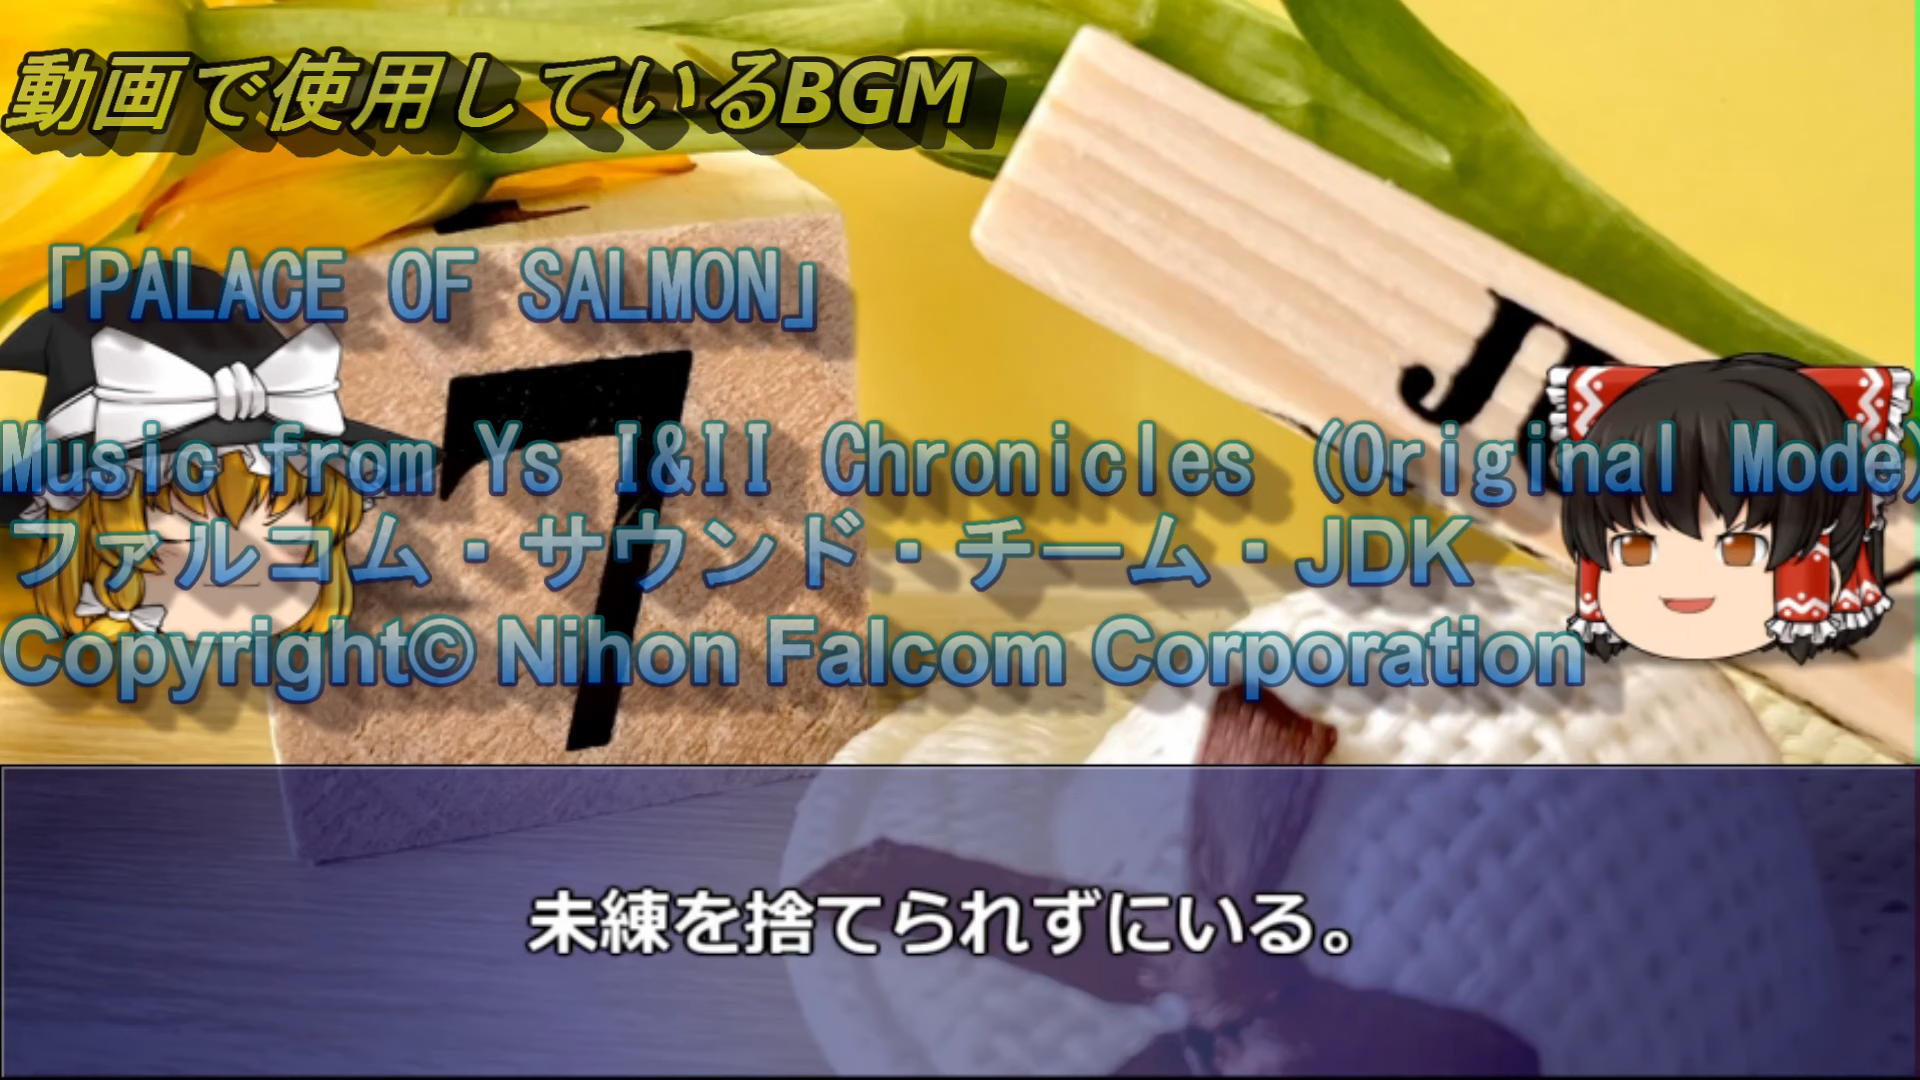 動画で使用しているBGM
「PALACE OF SALMON」
7
Music from Ys I&II Chronicles (Original Mode)
ファルコム・サウンド・チーム・JDK
Copyright© Nihon Falcom Corporation
未練を捨てられずにいる。